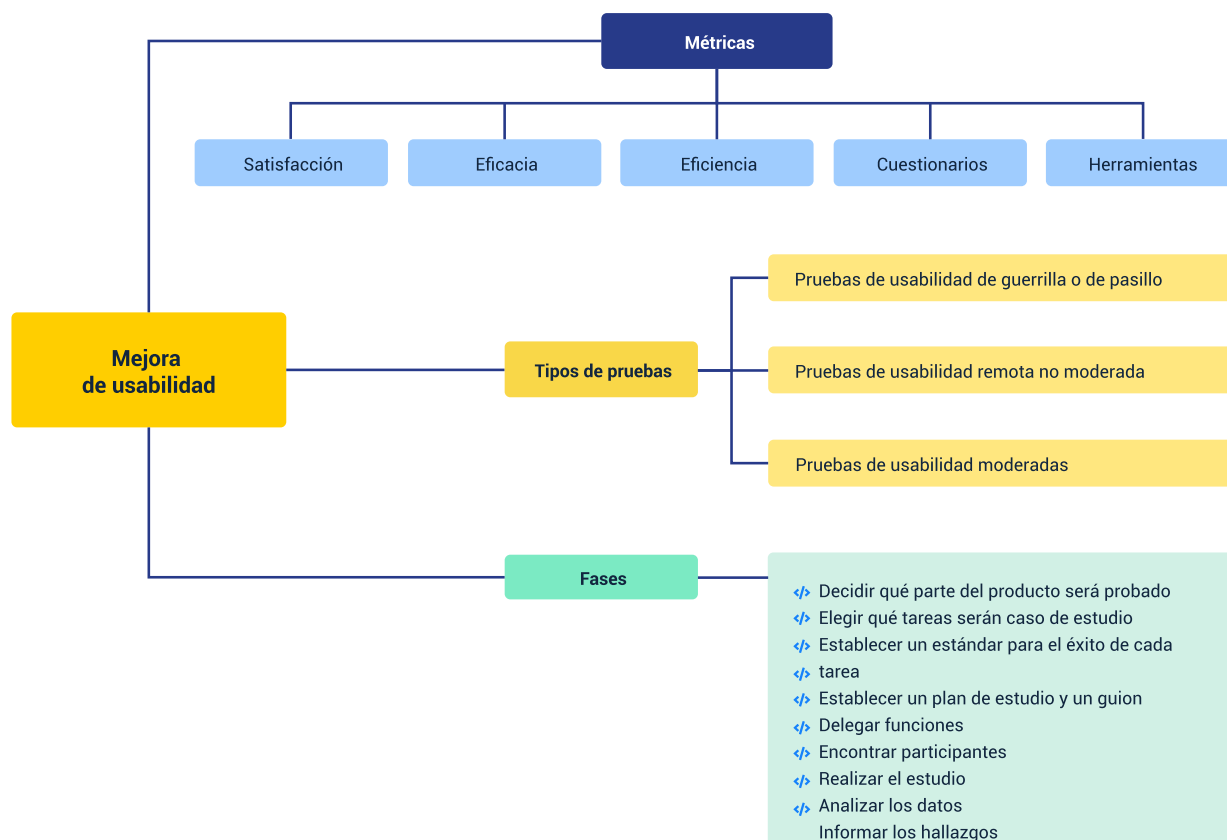 Métricas
Satisfacción
Eficacia
Eficiencia
Cuestionarios
Herramientas
Mejora
de usabilidad
Tipos de pruebas
Pruebas de usabilidad de guerrilla o de pasillo
Pruebas de usabilidad remota no moderada
Pruebas de usabilidad moderadas
Fases
</> Decidir qué parte del producto será probado
</> Elegir qué tareas serán caso de estudio
</> Establecer un estándar para el éxito de cada
</> tarea
</> Establecer un plan de estudio y un guion
</> Delegar funciones
</> Encontrar participantes
</> Realizar el estudio
</> Analizar los datos
Informar los hallazgos